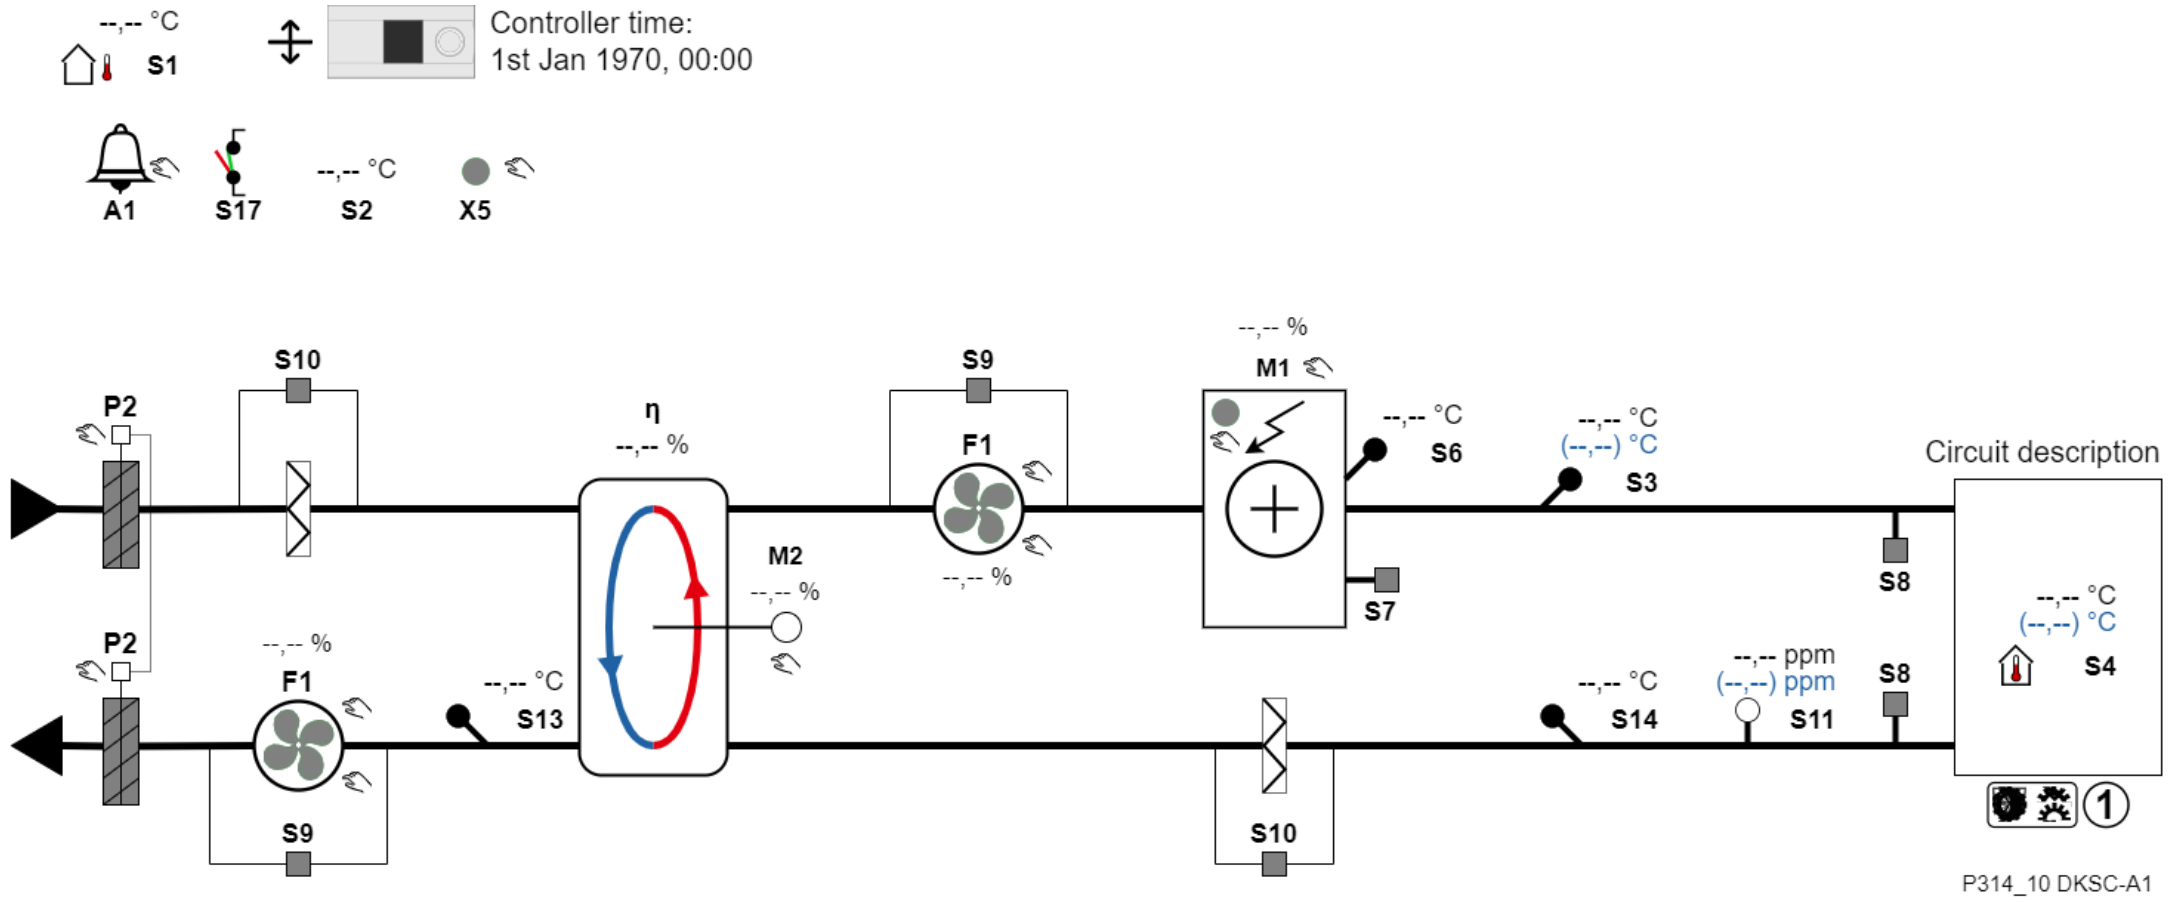 --,-- °C
S1
Controller time:
1st Jan 1970, 00:00
A1
S17
--,-- °C
S2
X5
--,-- %
M1
S10
S9
P2
η
--,-- %
F1
--,-- %
--,-- °C
S6
--,-- °C
(--,--) °C
S3
Circuit description
M2
--,-- %
S7
S8
--,-- °C
(--,--) °C
S4
P2
--,-- %
F1
--,-- °C
S13
--,-- °C
S14
--,-- ppm
(--,--) ppm
S11
S8
S9
S10
1
P314_10 DKSC-A1